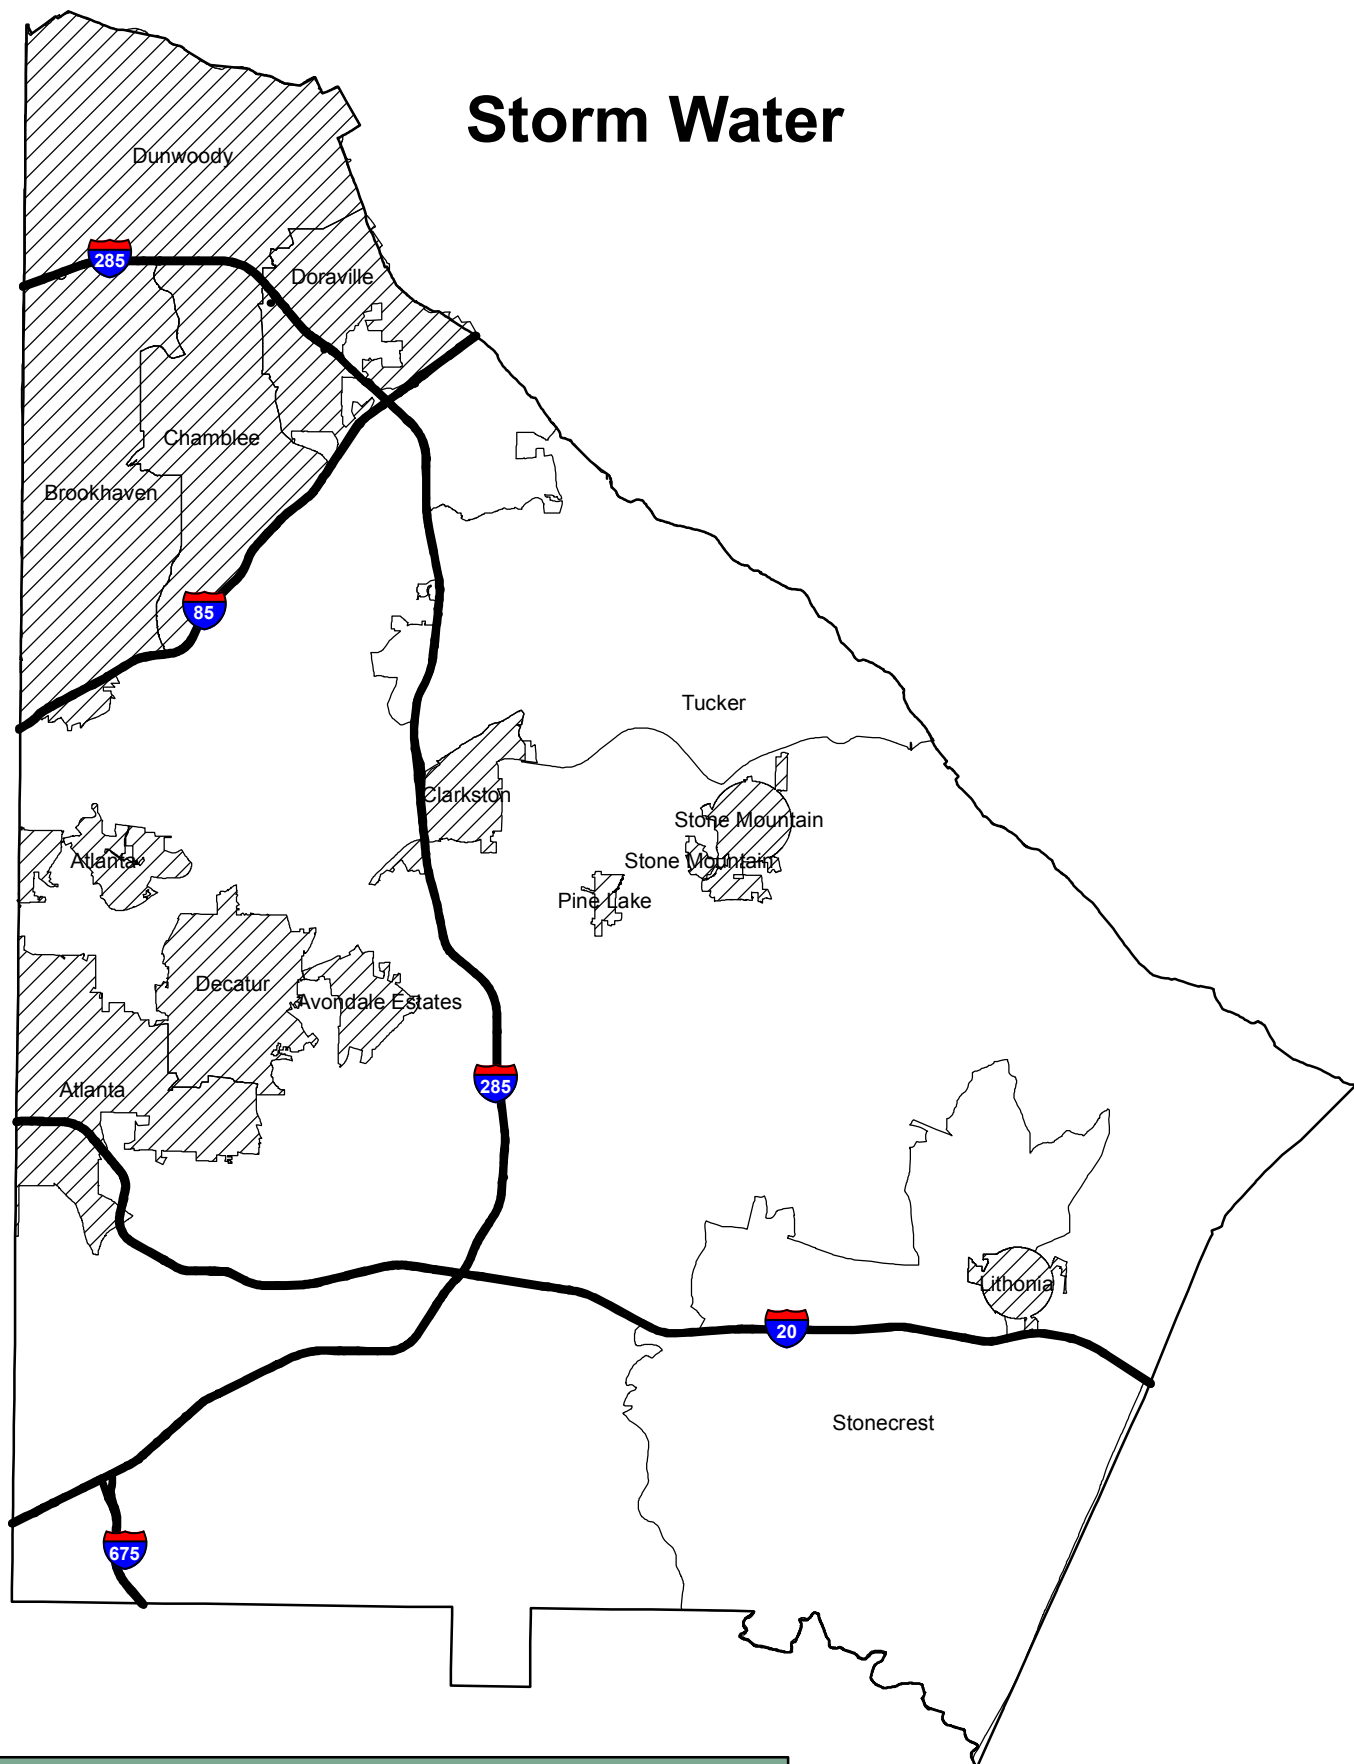 Storm Water
Dunwoody
285
Doraville
Chamblee
Brookhaven
85
Tucker
Clarkston
Stone Mountain
Atlanta
Stone Mountain
Pine Lake
Decatur
Avondale Estates
285
Atlanta
Lithonia
20
Stonecrest
675